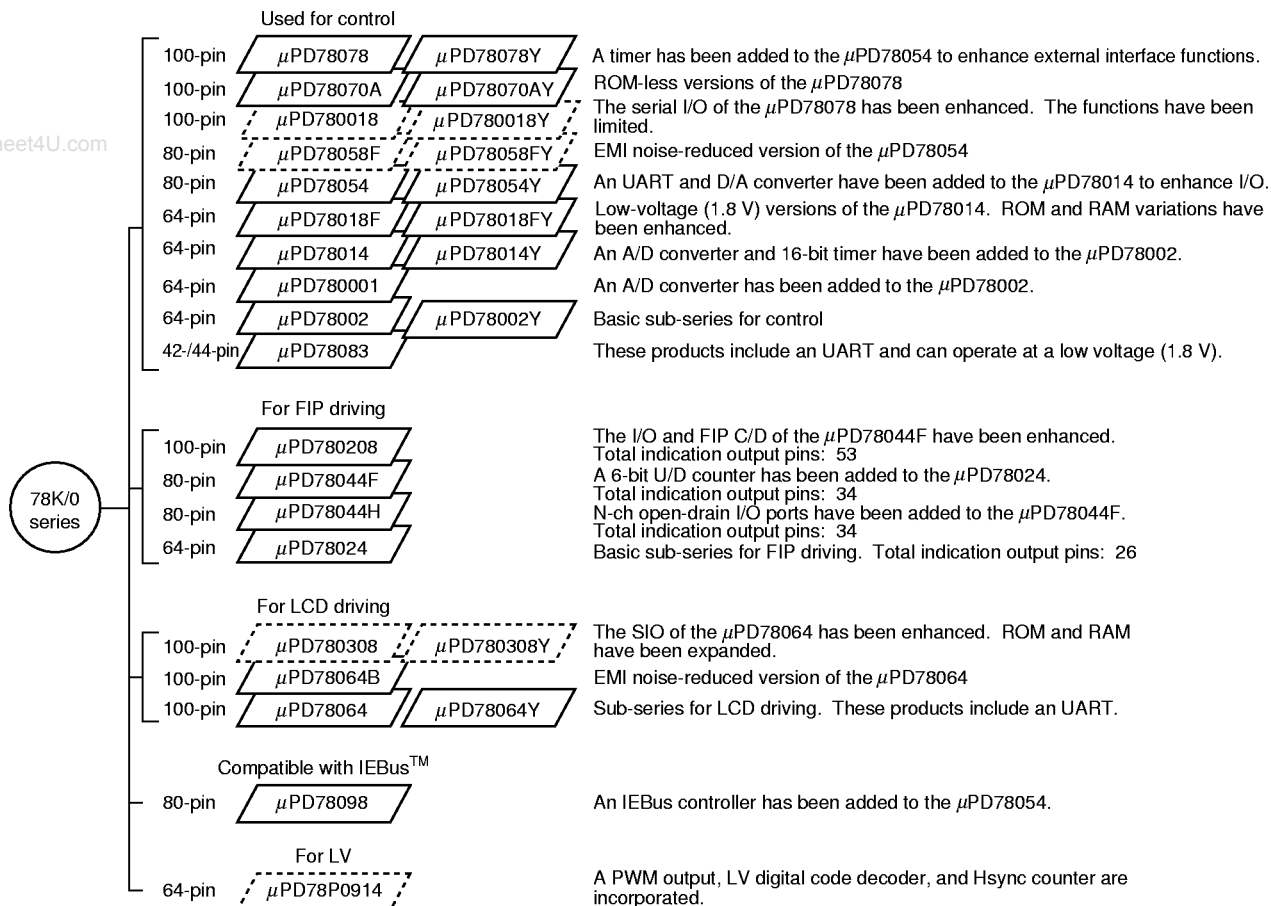 Used for control
100-pin μPD78078 μPD78078Y A timer has been added to the μPD78054 to enhance external interface functions.
100-pin μPD78070A μPD78070AY ROM-less versions of the μPD78078
100-pin μPD780018 μPD780018Y The serial I/O of the μPD78078 has been enhanced. The functions have been
limited.
eet4U.com
80-pin μPD78058F μPD78058FY EMI noise-reduced version of the μPD78054
80-pin μPD78054 μPD78054Y An UART and D/A converter have been added to the μPD78014 to enhance I/O.
64-pin μPD78018F μPD78018FY Low-voltage (1.8 V) versions of the μPD78014. ROM and RAM variations have
been enhanced.
64-pin μPD78014 μPD78014Y An A/D converter and 16-bit timer have been added to the μPD78002.
64-pin μPD780001 An A/D converter has been added to the μPD78002.
64-pin μPD78002 μPD78002Y Basic sub-series for control
42-/44-pin μPD78083 These products include an UART and can operate at a low voltage (1.8 V).
For FIP driving
100-pin μPD780208 The I/O and FIP C/D of the μPD78044F have been enhanced.
Total indication output pins: 53
80-pin μPD78044F A 6-bit U/D counter has been added to the μPD78024.
Total indication output pins: 34
80-pin μPD78044H N-ch open-drain I/O ports have been added to the μPD78044F.
Total indication output pins: 34
64-pin μPD78024 Basic sub-series for FIP driving. Total indication output pins: 26
78K/0
series
For LCD driving
100-pin μPD780308 μPD780308Y The SIO of the μPD78064 has been enhanced. ROM and RAM
have been expanded.
100-pin μPD78064B EMI noise-reduced version of the μPD78064
100-pin μPD78064 μPD78064Y Sub-series for LCD driving. These products include an UART.
Compatible with IEBus™
80-pin μPD78098 An IEBus controller has been added to the μPD78054.
For LV
64-pin μPD78P0914 A PWM output, LV digital code decoder, and Hsync counter are
incorporated.